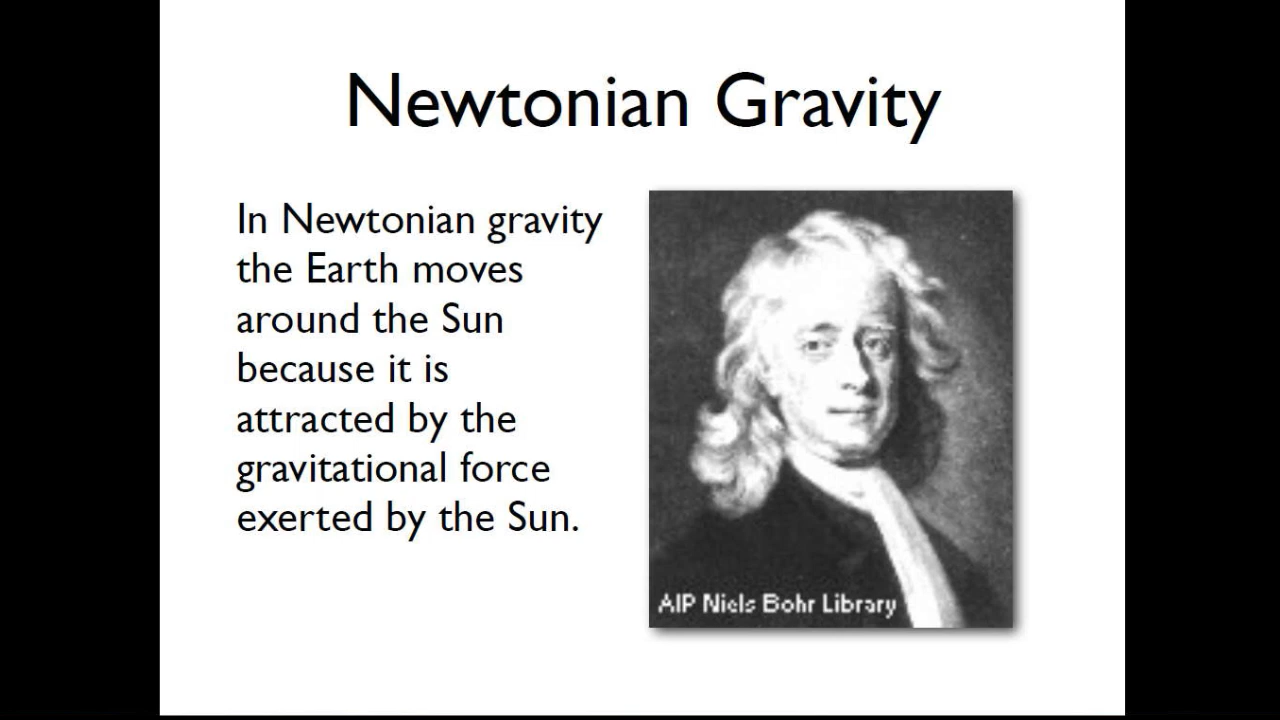 Newtonian Gravity
In Newtonian gravity
the Earth moves
around the Sun
because it is
attracted by the
gravitational force
exerted by the Sun.
AIP Niels Bohr Library